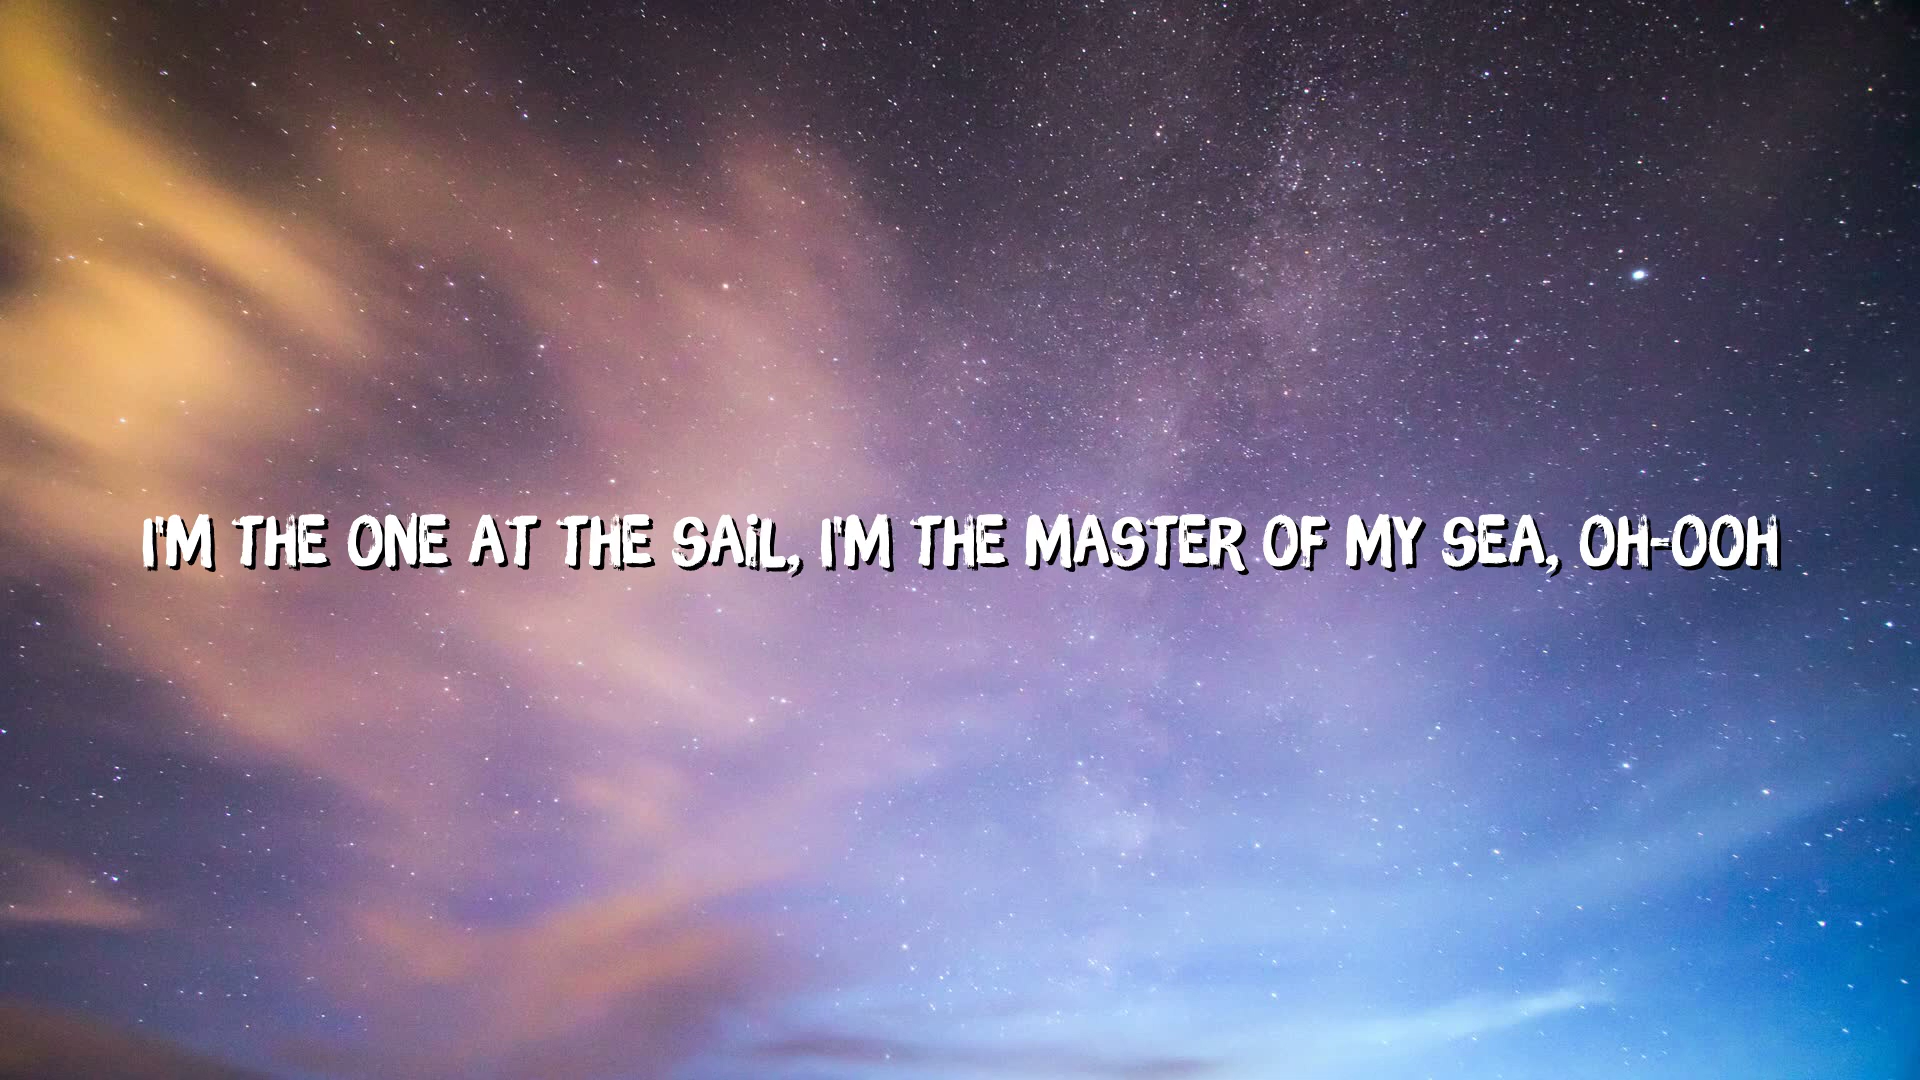 I'M THE ONE AT THE SAIL, I'M THE MASTER OF MY SEA, OH-OOH